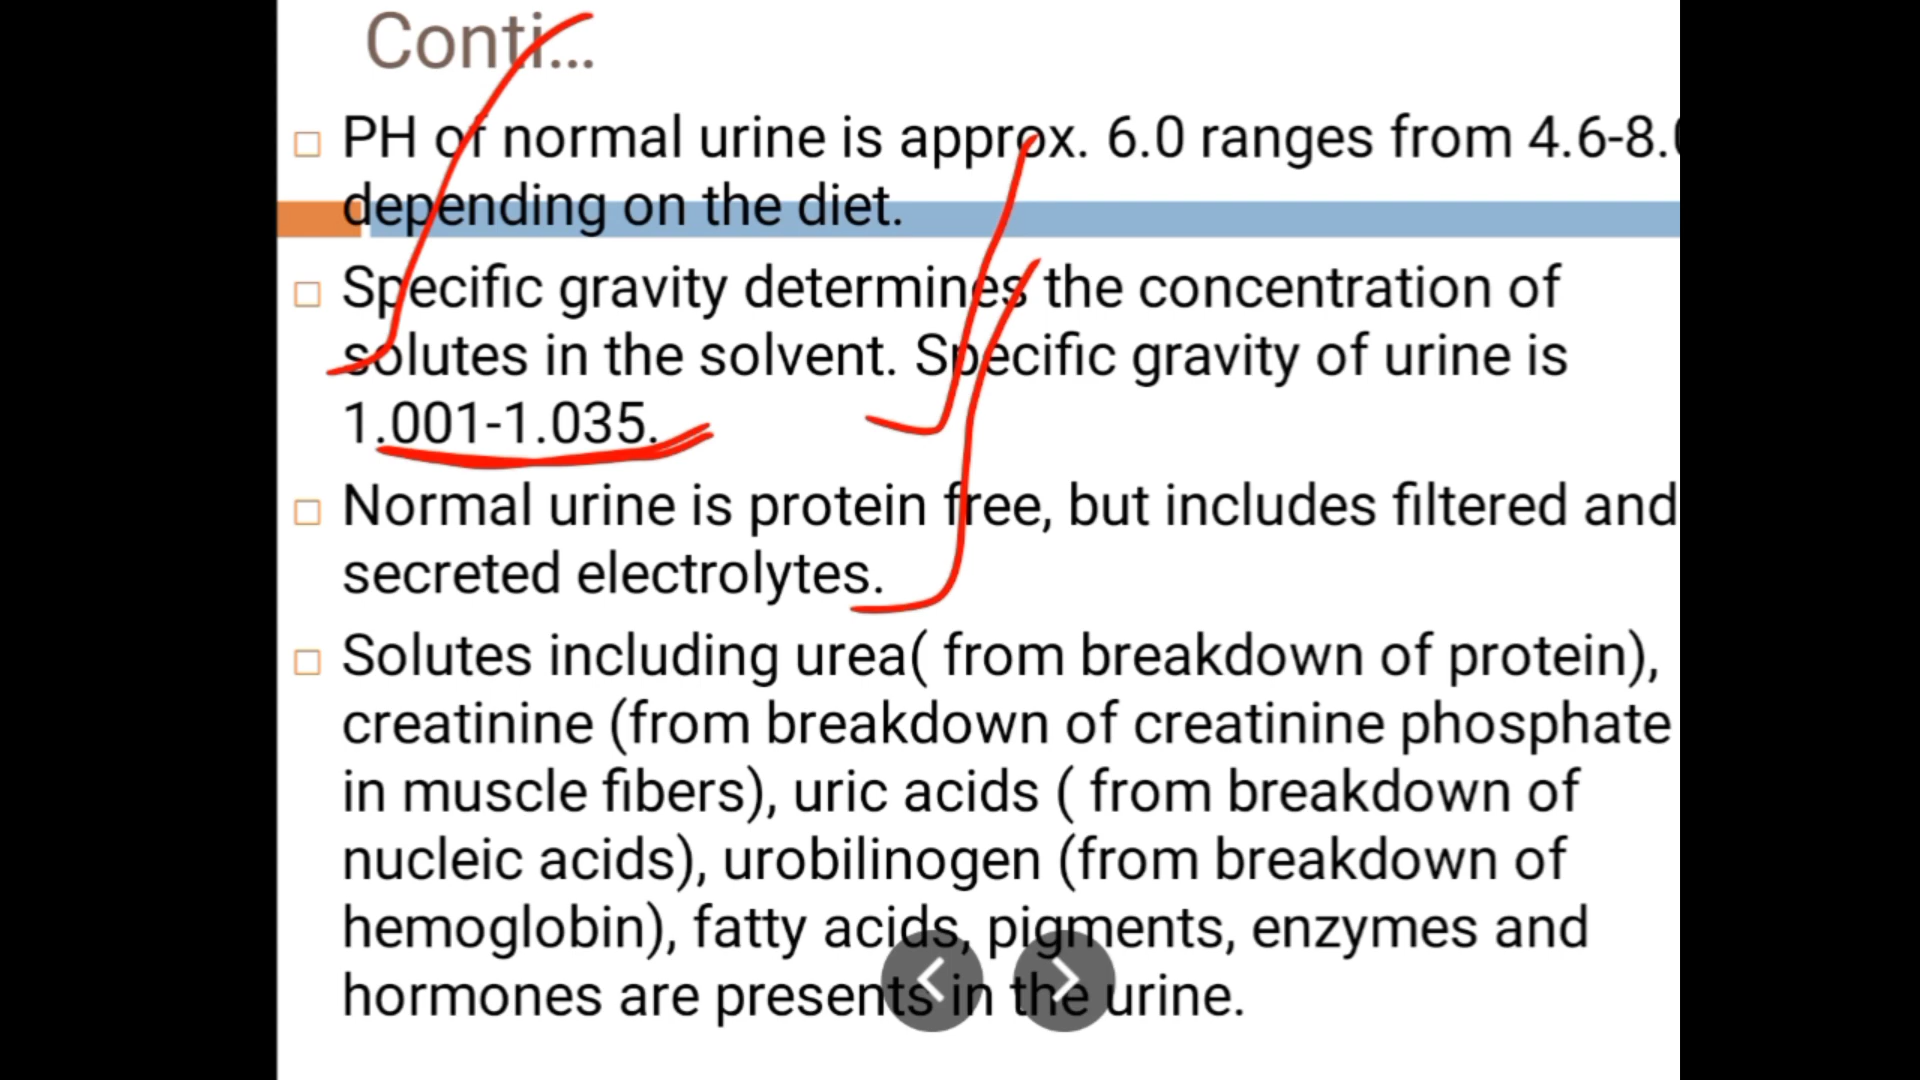 Conti...
PH of normal urine is approx. 6.0 ranges from 4.6-8.0
depending on the diet.
Specific gravity determines the concentration of
solutes in the solvent. Specific gravity of urine is
1.001-1.035.
Normal urine is protein free, but includes filtered and
secreted electrolytes.
Solutes including urea( from breakdown of protein),
creatinine (from breakdown of creatinine phosphate
in muscle fibers), uric acids ( from breakdown of
nucleic acids), urobilinogen (from breakdown of
hemoglobin), fatty acids, pigments, enzymes and
hormones are presents in the urine.